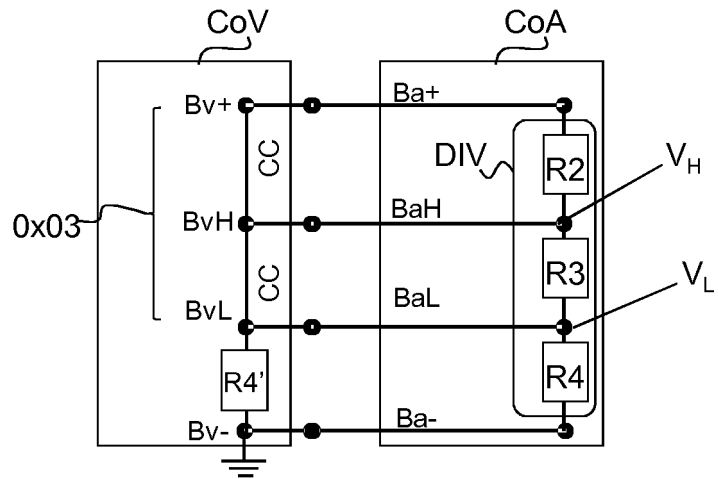 CoV
CoA
Bv+
Ba+
CC
DIV
R2
VH
0x03
BvH
BaH
CC
R3
VL
BvL
BaL
R4'
R4
Bv-
Ba-